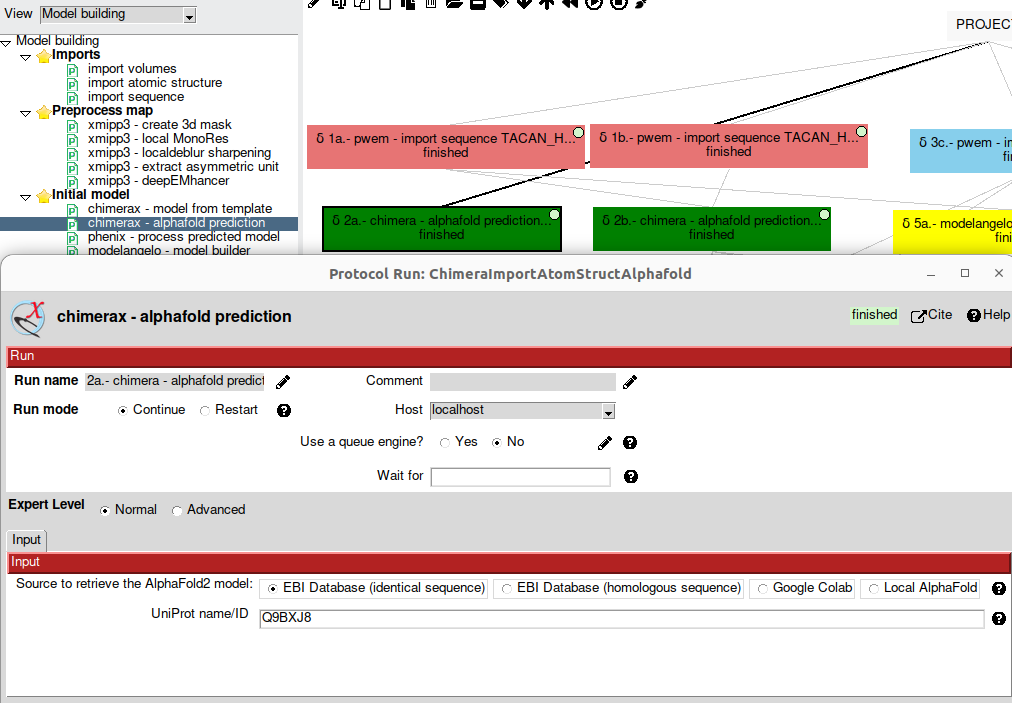 View Model building
Model building
Imports
import volumes
import atomic structure
import sequence
Preprocess map
xmipp3 - create 3d mask
xmipp3 - local MonoRes
xmipp3 - localdeblur sharpening
xmipp3 - extract asymmetric unit
xmipp3 - deepEMhancer
Initial model
chimerax - model from template
chimerax - alphafold prediction
phenix - process predicted model
modelangelo - model builder
PROJEC
δ 1a.- pwem - import sequence TACAN_H...
finished
δ 1b.- pwem - import sequence TACAN_H...
finished
δ 3c.- pwem - in
fini
δ 2a.- chimera - alphafold prediction...
finished
δ 2b.- chimera - alphafold prediction...
finished
δ 5a.- modelangelo
fini
Protocol Run: ChimeraImportAtomStructAlphafold
chimerax - alphafold prediction
finished Cite Help
Run
Run name 2a.- chimera - alphafold predict Comment
Run mode Continue Restart Host localhost
Use a queue engine? Yes No
Wait for
Expert Level Normal Advanced
Input
Input
Source to retrieve the AlphaFold2 model: EBI Database (identical sequence) EBI Database (homologous sequence) Google Colab Local AlphaFold
UniProt name/ID Q9BXJ8